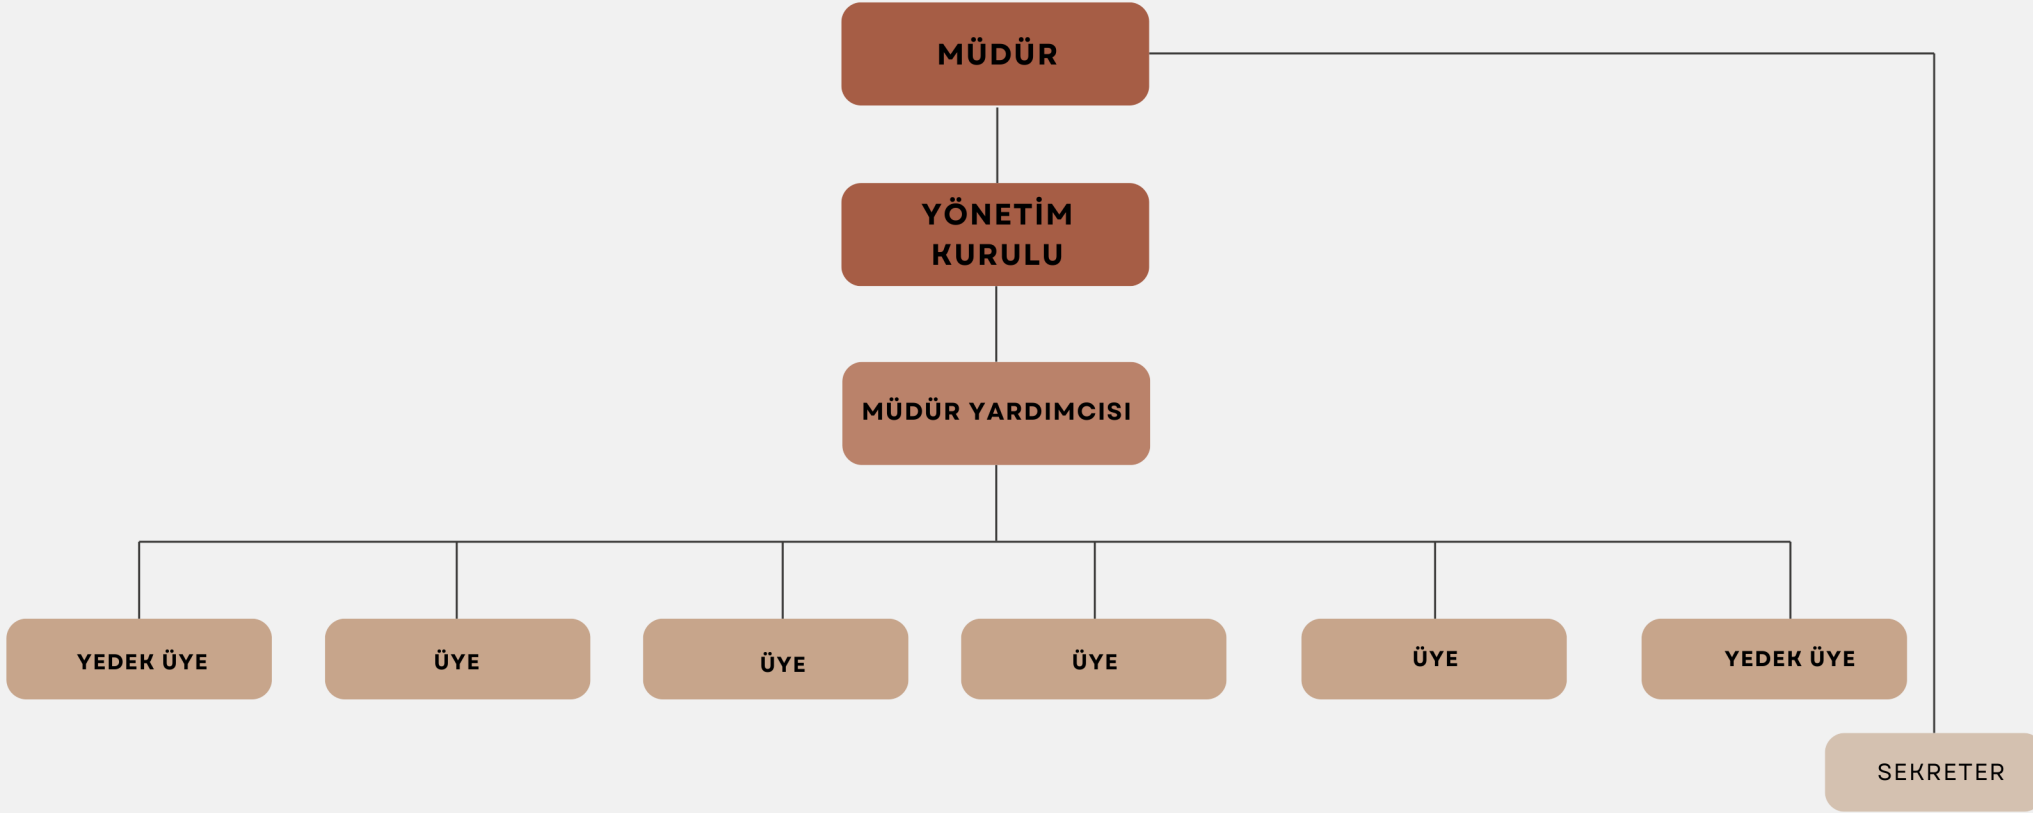 MÜDÜR
YÖNETİM
KURULU
MÜDÜR YARDIMCISI
YEDEK ÜYE
ÜYE
ÜYE
ÜYE
ÜYE
YEDEK ÜYE
SEKRETER